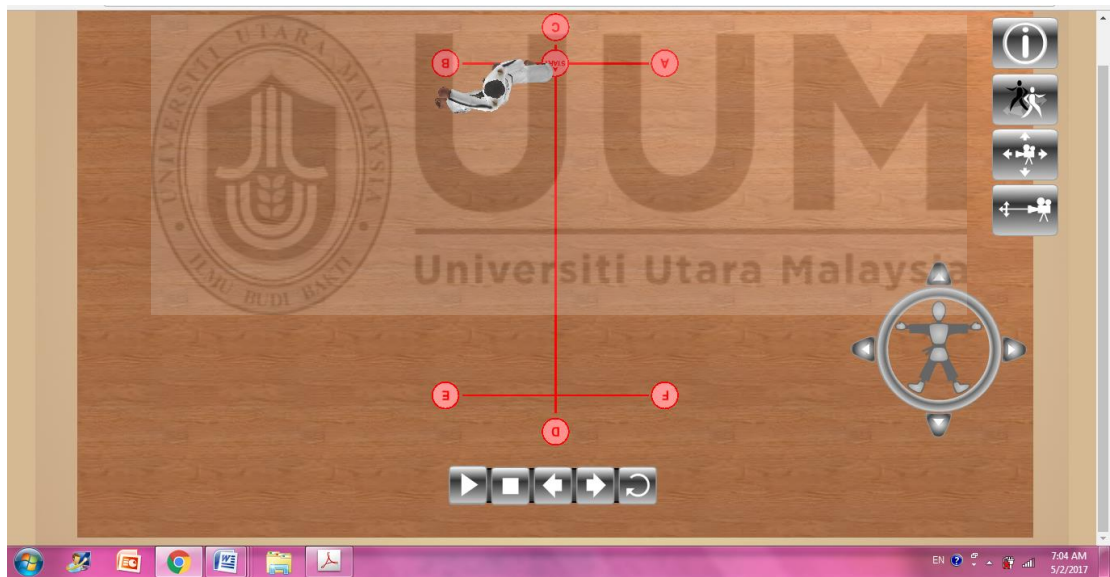 C
B
A
UNIVERSITI UTARA MALAYSIA
ILMU BUDI BAKTI
UUM
Universiti Utara Malaysia
E
F
D
EN
7:04 AM
5/2/2017